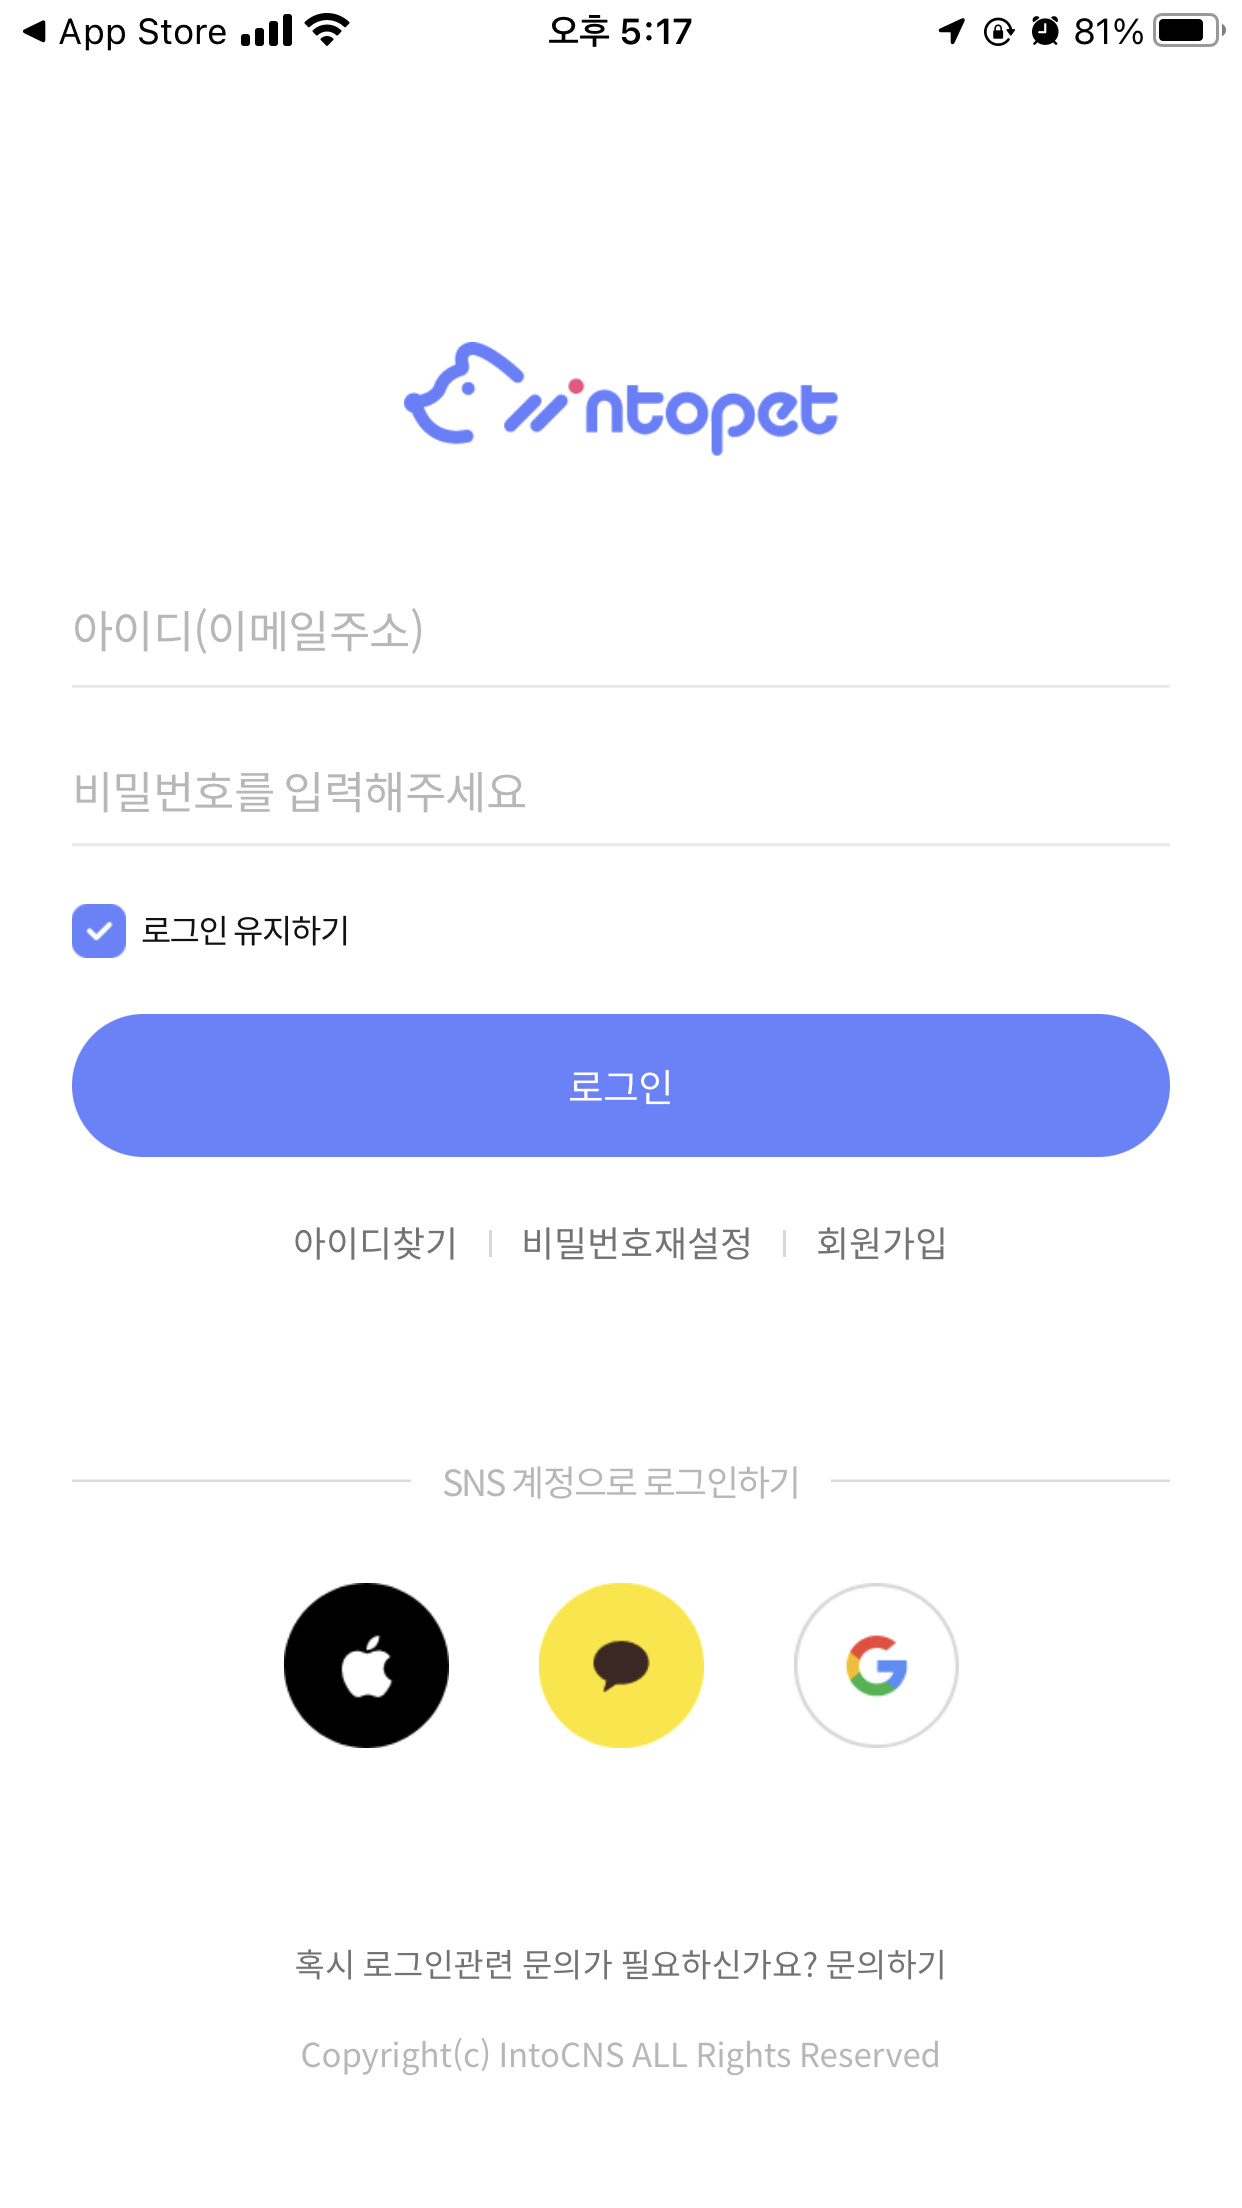 App Store 오후 5:17 81%
intopet
아이디(이메일주소)
비밀번호를 입력해주세요
로그인 유지하기
로그인
아이디찾기 비밀번호재설정 회원가입
SNS 계정으로 로그인하기
혹시 로그인관련 문의가 필요하신가요? 문의하기
Copyright(c) IntoCNS ALL Rights Reserved